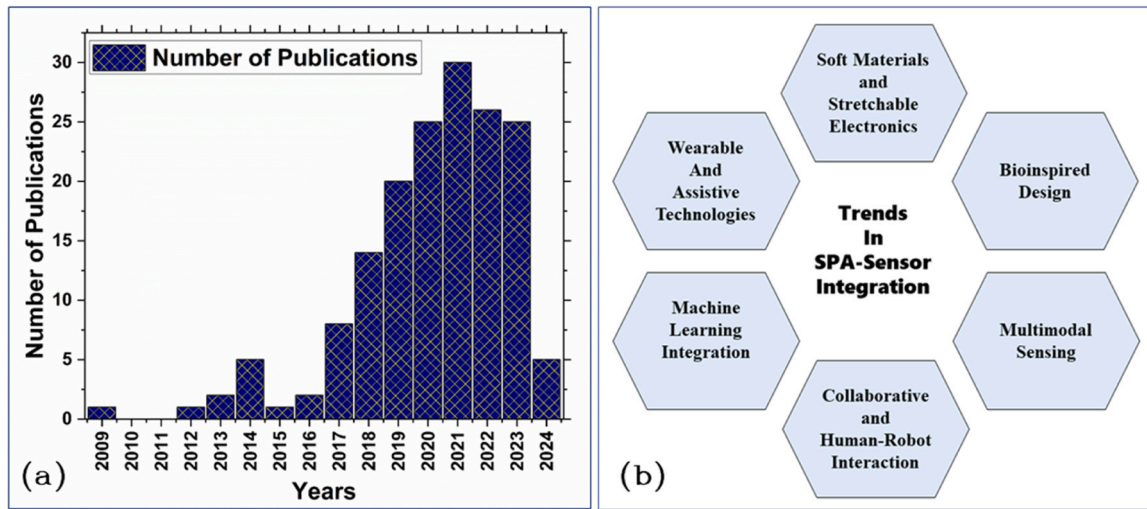 Number of Publications
Number of Publications
30
25
20
15
10
5
0
2009 2010 2011 2012 2013 2014 2015 2016 2017 2018 2019 2020 2021 2022 2023 2024
Years
(a)
Soft Materials
and
Stretchable
Electronics
Wearable
And
Assistive
Technologies
Bioinspired
Design
Trends
In
SPA-Sensor
Integration
Machine
Learning
Integration
Multimodal
Sensing
Collaborative
and
Human-Robot
Interaction
(b)